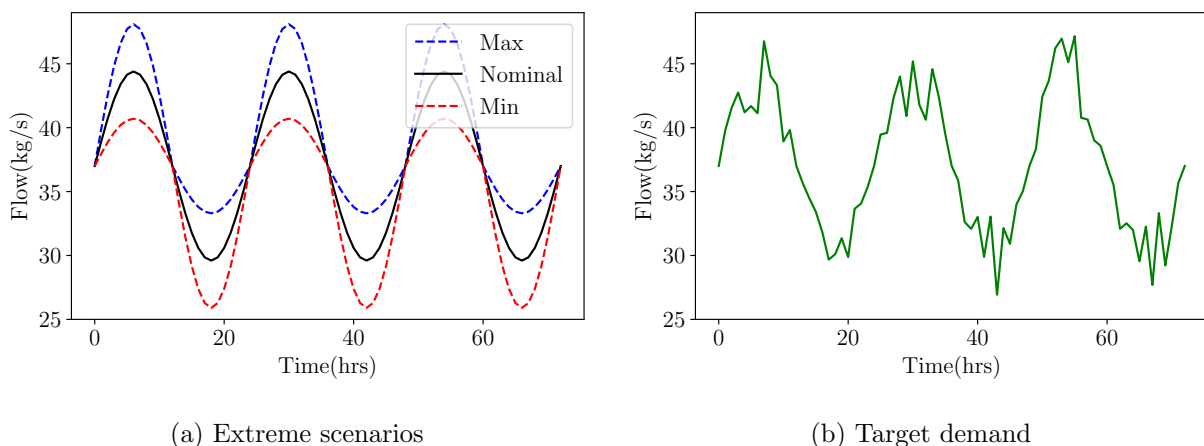 Flow(kg/s)
45
40
35
30
25
0
20
40
60
Time(hrs)
Max
Nominal
Min
(a) Extreme scenarios
Flow(kg/s)
45
40
35
30
25
0
20
40
60
Time(hrs)
(b) Target demand